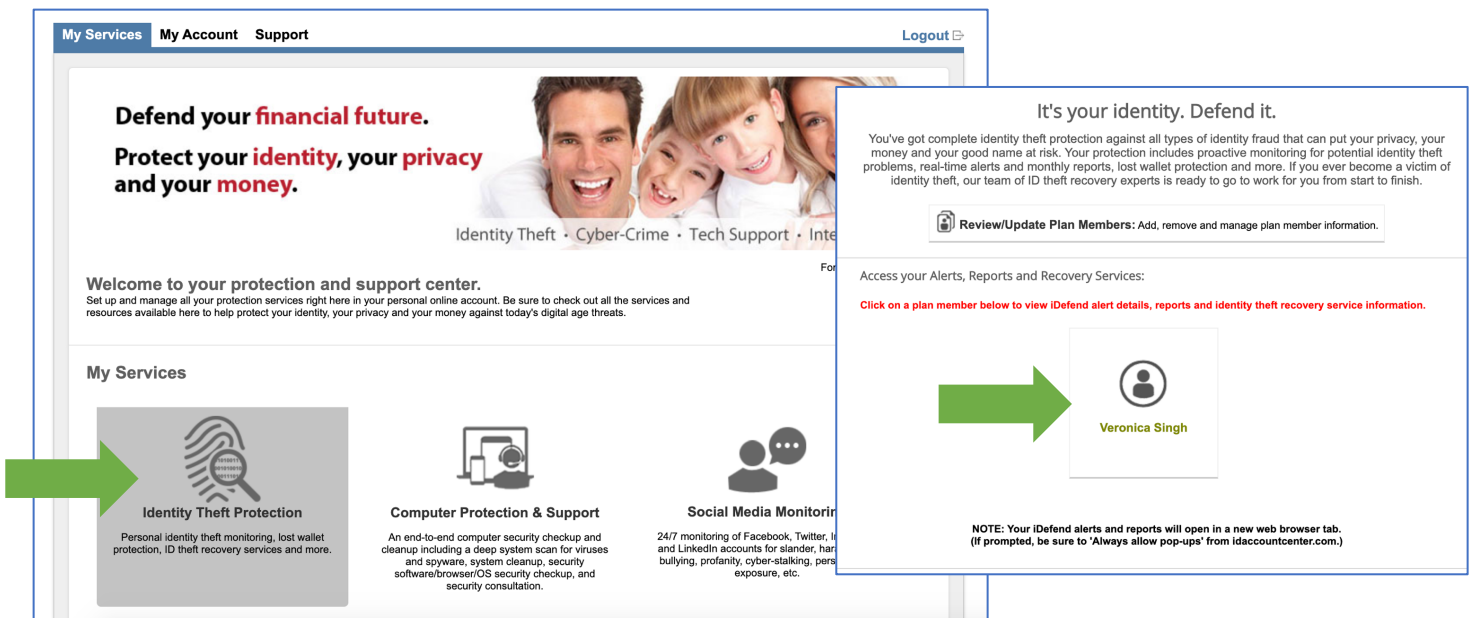 My Services My Account Support Logout
Defend your financial future.
Protect your identity, your privacy
and your money.
Identity Theft • Cyber-Crime • Tech Support •
For
Welcome to your protection and support center.
Set up and manage all your protection services right here in your personal online account. Be sure to check out all the services and
resources available here to help protect your identity, your privacy and your money against today's digital age threats.
My Services
Identity Theft Protection
Personal identity theft monitoring, lost wallet
protection, ID theft recovery services and more.
Computer Protection & Support
An end-to-end computer security checkup and
cleanup including a deep system scan for viruses
and spyware, system cleanup, security
software/browser/OS security checkup, and
security consultation.
Social Media
24/7 monitoring of Facebook, Twitter,
and LinkedIn accounts for slander,
bullying, profanity, cyber-stalking,
exposure, etc.
It's your identity. Defend it.
You've got complete identity theft protection against all types of identity fraud that can put your privacy, your
money and your good name at risk. Your protection includes proactive monitoring for potential identity theft
problems, real-time alerts and monthly reports, lost wallet protection and more. If you ever become a victim of
identity theft, our team of ID theft recovery experts is ready to go to work for you from start to finish.
Review/Update Plan Members: Add, remove and manage plan member information.
Access your Alerts, Reports and Recovery Services:
Click on a plan member below to view iDefend alert details, reports and identity theft recovery service information.
Veronica Singh
NOTE: Your iDefend alerts and reports will open in a new web browser tab.
(If prompted, be sure to 'Always allow pop-ups' from idaccountcenter.com.)